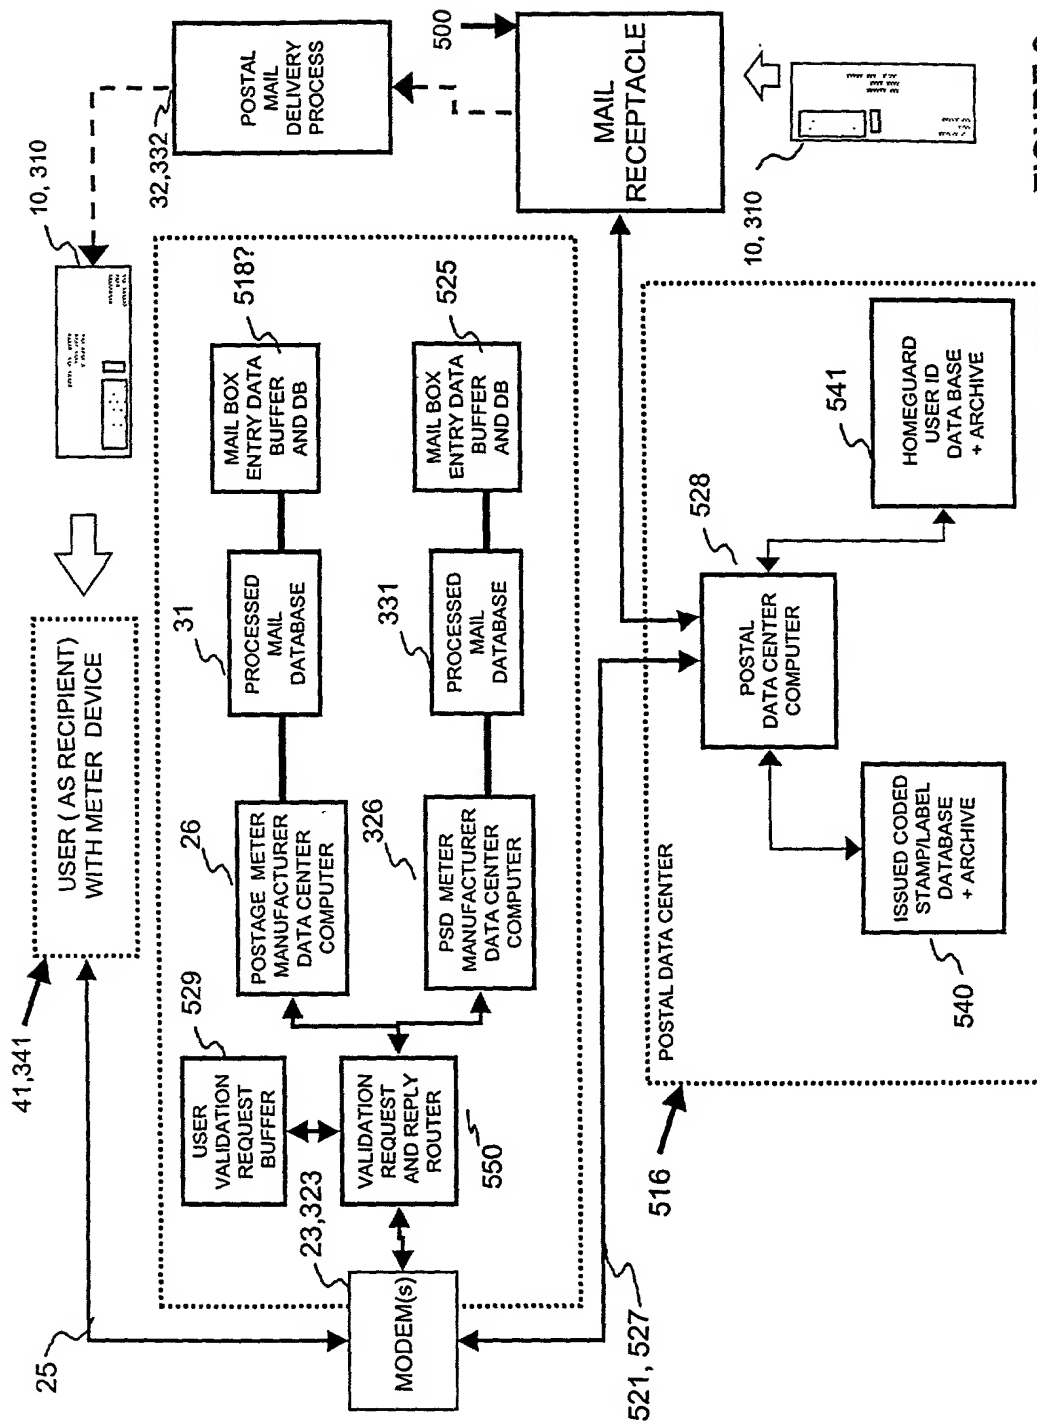 41,341
USER ( AS RECIPIENT)
WITH METER DEVICE
10, 310
32,332
POSTAL
MAIL
DELIVERY
PROCESS
25
23,323
MODEM(s)
529
USER
VALIDATION
REQUEST
BUFFER
VALIDATION
REQUEST
AND REPLY
ROUTER
550
26
POSTAGE METER
MANUFACTURER
DATA CENTER
COMPUTER
31
PROCESSED
MAIL
DATABASE
518?
MAIL BOX
ENTRY DATA
BUFFER
AND DB
326
PSD METER
MANUFACTURER
DATA CENTER
COMPUTER
331
PROCESSED
MAIL
DATABASE
525
MAIL BOX
ENTRY DATA
BUFFER
AND DB
500
MAIL
RECEPTACLE
10, 310
521, 527
516
POSTAL DATA CENTER
528
POSTAL
DATA CENTER
COMPUTER
540
ISSUED CODED
STAMP/LABEL
DATABASE
+ ARCHIVE
541
HOMEGUARD
USER ID
DATA BASE
+ ARCHIVE